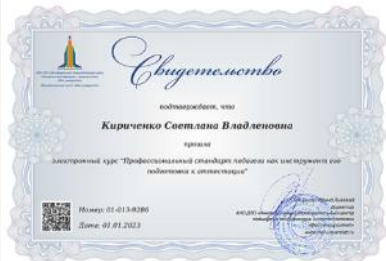 Свидетельство
подтверждает, что
Кириченко Светлана Владленовна
прошла
электронный курс "Профессиональный стандарт педагога как инструмент его
подготовки к аттестации"
Номер: 01-013-9286
Дата: 01.01.2023